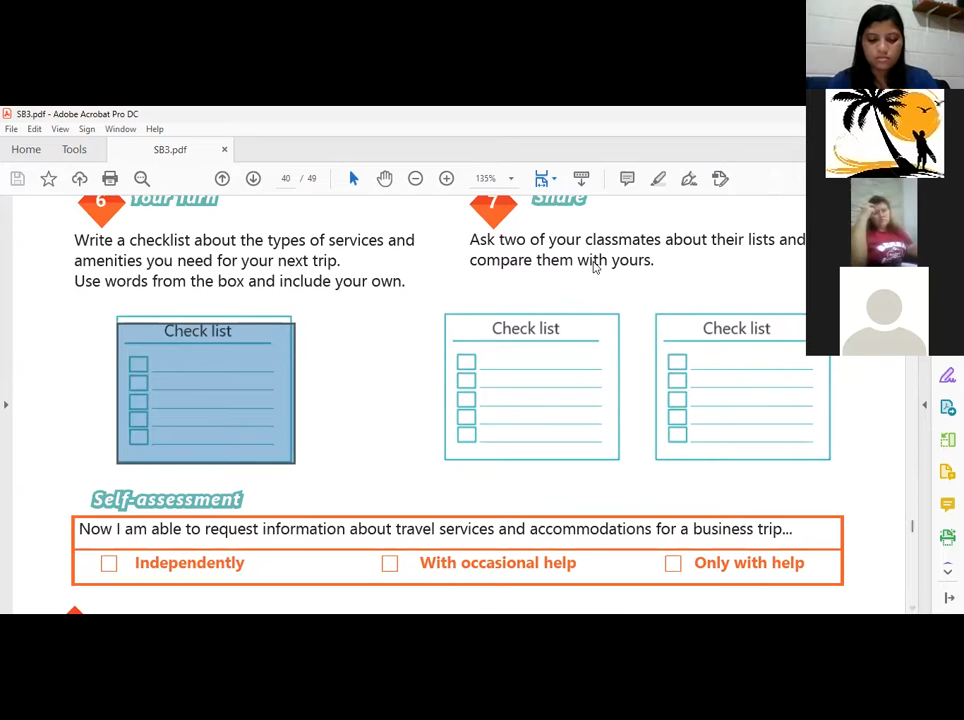 SB3.pdf - Adobe Acrobat Pro DC
File Edit View Sign Window Help
Home Tools SB3.pdf ×
40 / 49 135%
6 Your Turn
Write a checklist about the types of services and
amenities you need for your next trip.
Use words from the box and include your own.
Check list
7 Share
Ask two of your classmates about their lists and
compare them with yours.
Check list
Check list
Self-assessment
Now I am able to request information about travel services and accommodations for a business trip...
Independently
With occasional help
Only with help